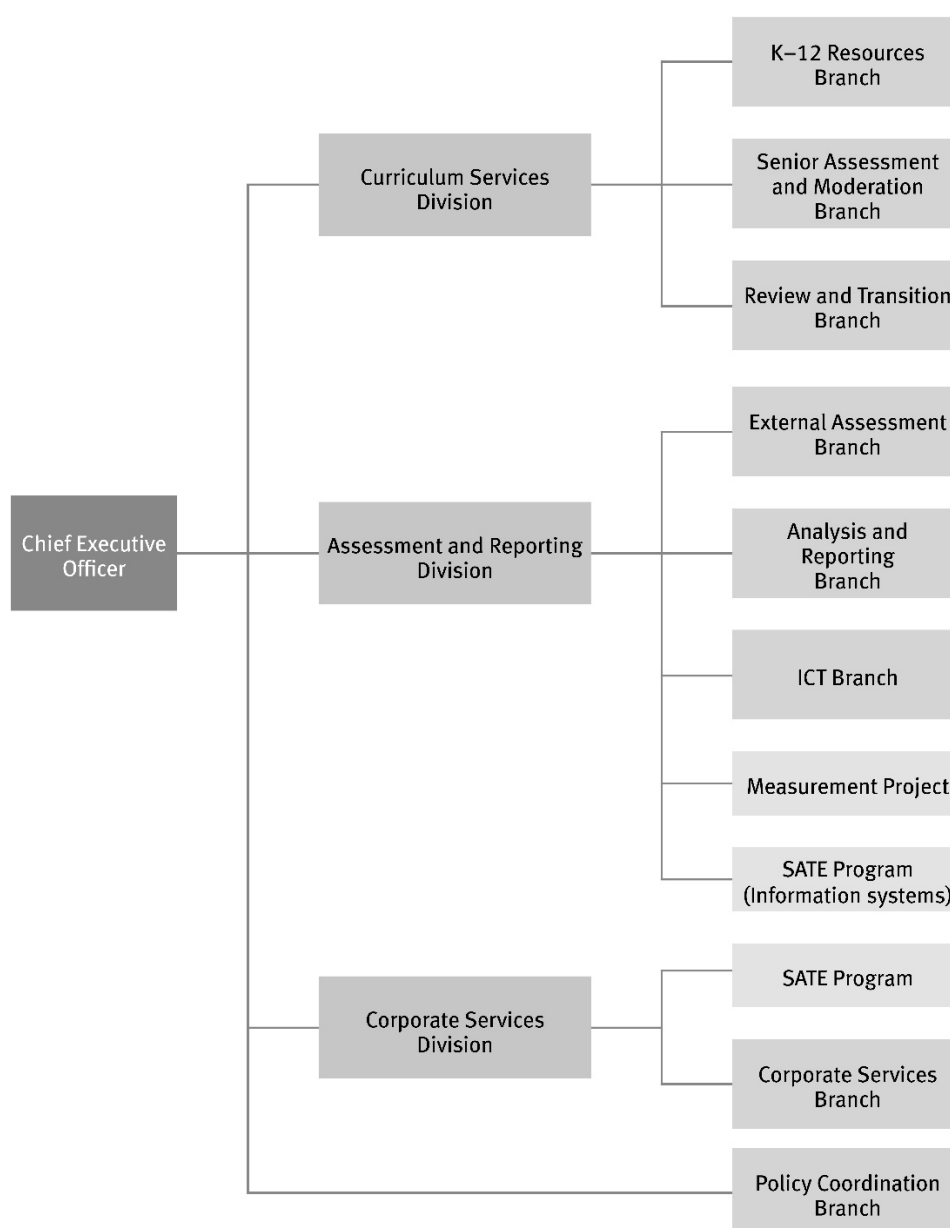 Chief Executive
Officer
Curriculum Services
Division
K–12 Resources
Branch
Senior Assessment
and Moderation
Branch
Review and Transition
Branch
Assessment and Reporting
Division
External Assessment
Branch
Analysis and
Reporting
Branch
ICT Branch
Measurement Project
SATE Program
(Information systems)
Corporate Services
Division
SATE Program
Corporate Services
Branch
Policy Coordination
Branch